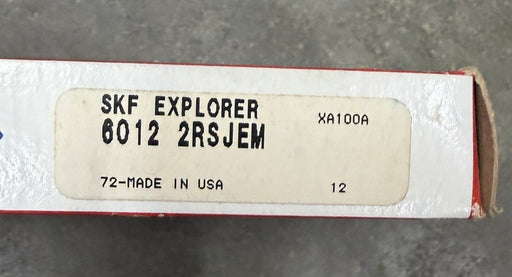 SKF EXPLORER XA100A
6012 2RSJEM
72-MADE IN USA 12